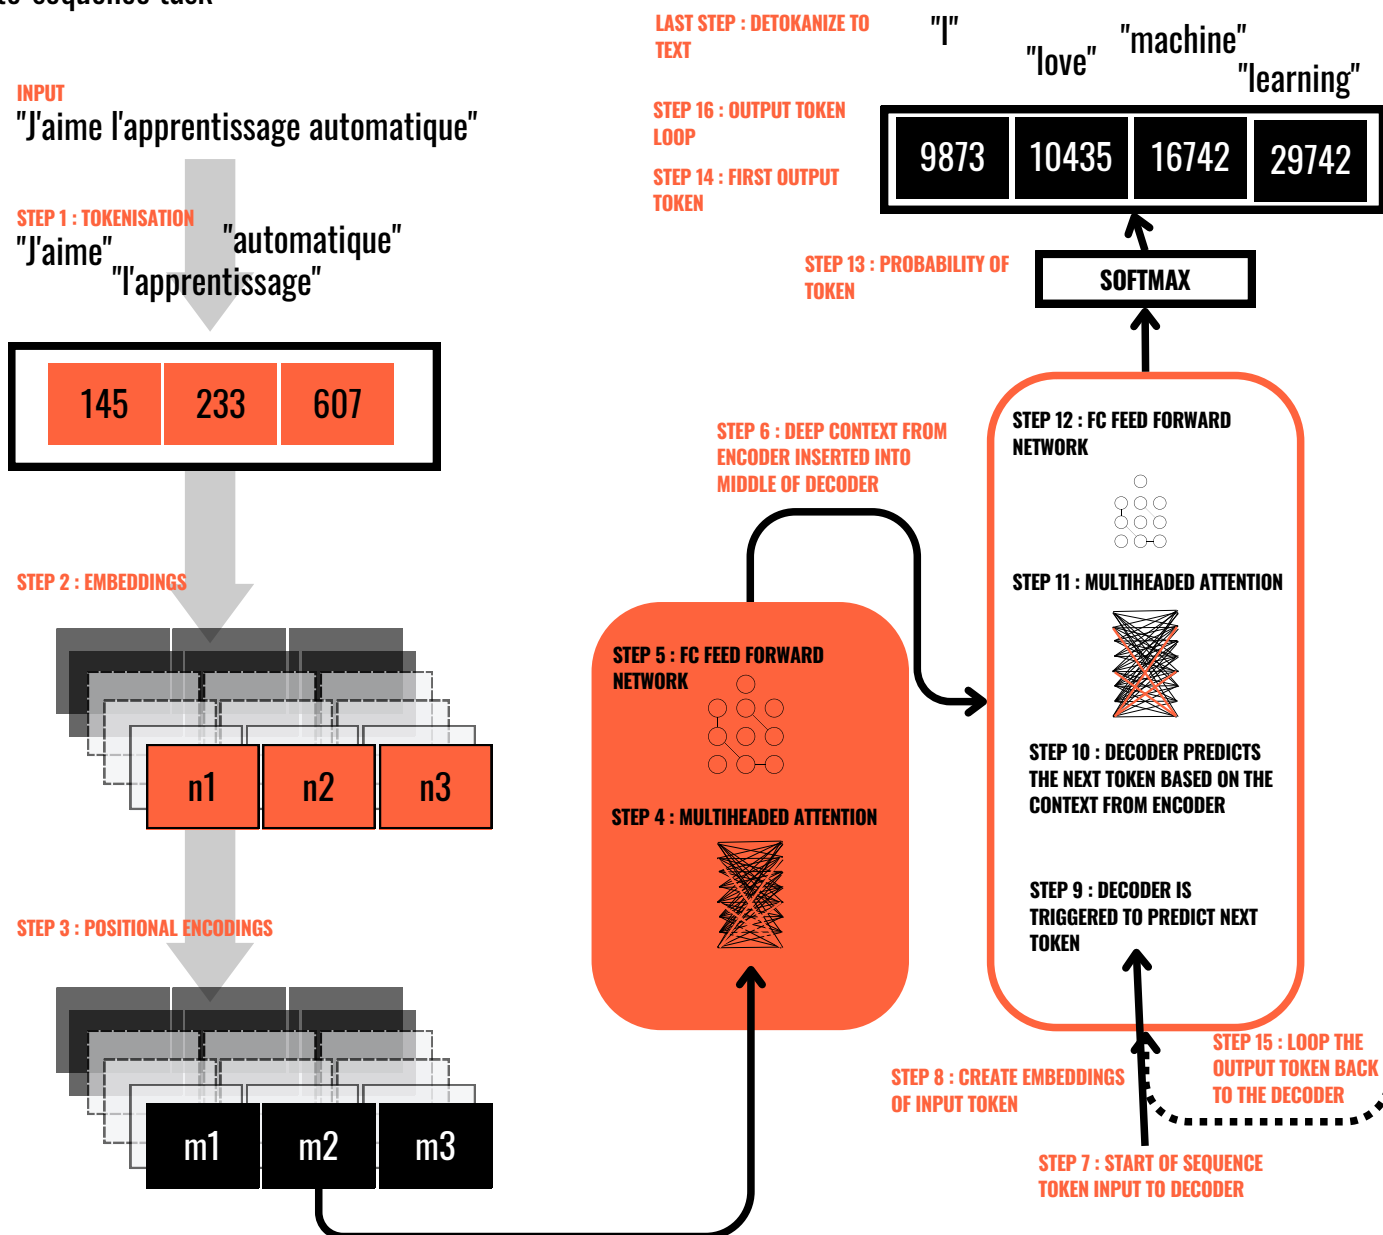 to-sequence task
INPUT
"J'aime l'apprentissage automatique"
STEP 1 : TOKENISATION
"J'aime"
"l'apprentissage"
"automatique"
145 233 607
STEP 2 : EMBEDDINGS
n1 n2 n3
STEP 3 : POSITIONAL ENCODINGS
m1 m2 m3
STEP 5 : FC FEED FORWARD
NETWORK
STEP 4 : MULTIHEADED ATTENTION
STEP 6 : DEEP CONTEXT FROM
ENCODER INSERTED INTO
MIDDLE OF DECODER
LAST STEP : DETOKANIZE TO
TEXT
"I"
"love"
"machine"
"learning"
STEP 16 : OUTPUT TOKEN
LOOP
STEP 14 : FIRST OUTPUT
TOKEN
9873 10435 16742 29742
STEP 13 : PROBABILITY OF
TOKEN
SOFTMAX
STEP 12 : FC FEED FORWARD
NETWORK
STEP 11 : MULTIHEADED ATTENTION
STEP 10 : DECODER PREDICTS
THE NEXT TOKEN BASED ON THE
CONTEXT FROM ENCODER
STEP 9 : DECODER IS
TRIGGERED TO PREDICT NEXT
TOKEN
STEP 8 : CREATE EMBEDDINGS
OF INPUT TOKEN
STEP 15 : LOOP THE
OUTPUT TOKEN BACK
TO THE DECODER
STEP 7 : START OF SEQUENCE
TOKEN INPUT TO DECODER